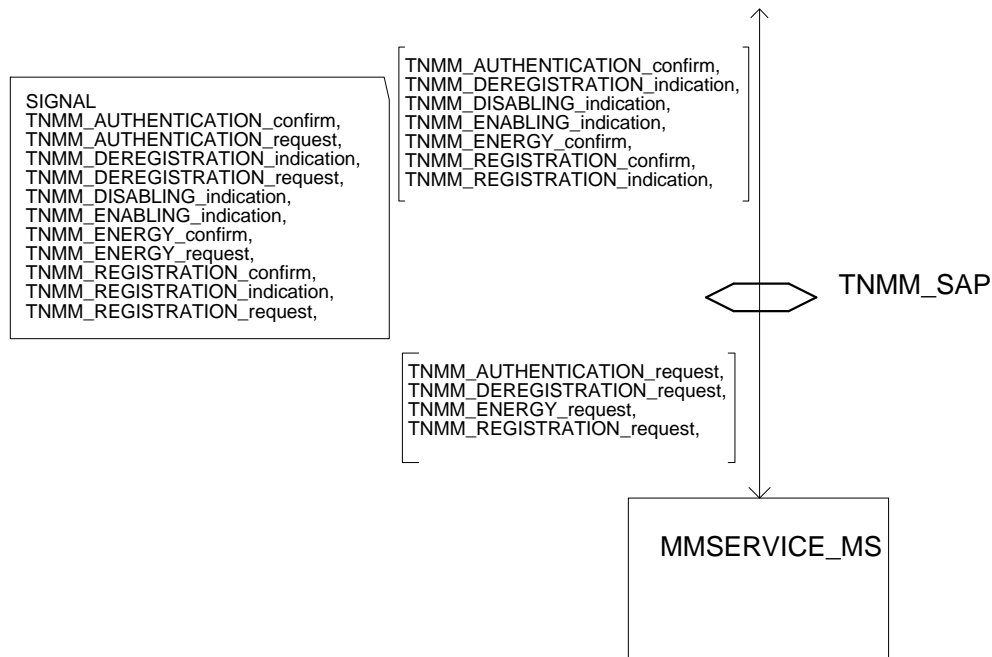 SIGNAL
TNMM_AUTHENTICATION_confirm,
TNMM_AUTHENTICATION_request,
TNMM_DEREGISTRATION_indication,
TNMM_DEREGISTRATION_request,
TNMM_DISABLING_indication,
TNMM_ENABLING_indication,
TNMM_ENERGY_confirm,
TNMM_ENERGY_request,
TNMM_REGISTRATION_confirm,
TNMM_REGISTRATION_indication,
TNMM_REGISTRATION_request,
TNMM_AUTHENTICATION_confirm,
TNMM_DEREGISTRATION_indication,
TNMM_DISABLING_indication,
TNMM_ENABLING_indication,
TNMM_ENERGY_confirm,
TNMM_REGISTRATION_confirm,
TNMM_REGISTRATION_indication,
TNMM_SAP
TNMM_AUTHENTICATION_request,
TNMM_DEREGISTRATION_request,
TNMM_ENERGY_request,
TNMM_REGISTRATION_request,
MMSERVICE_MS